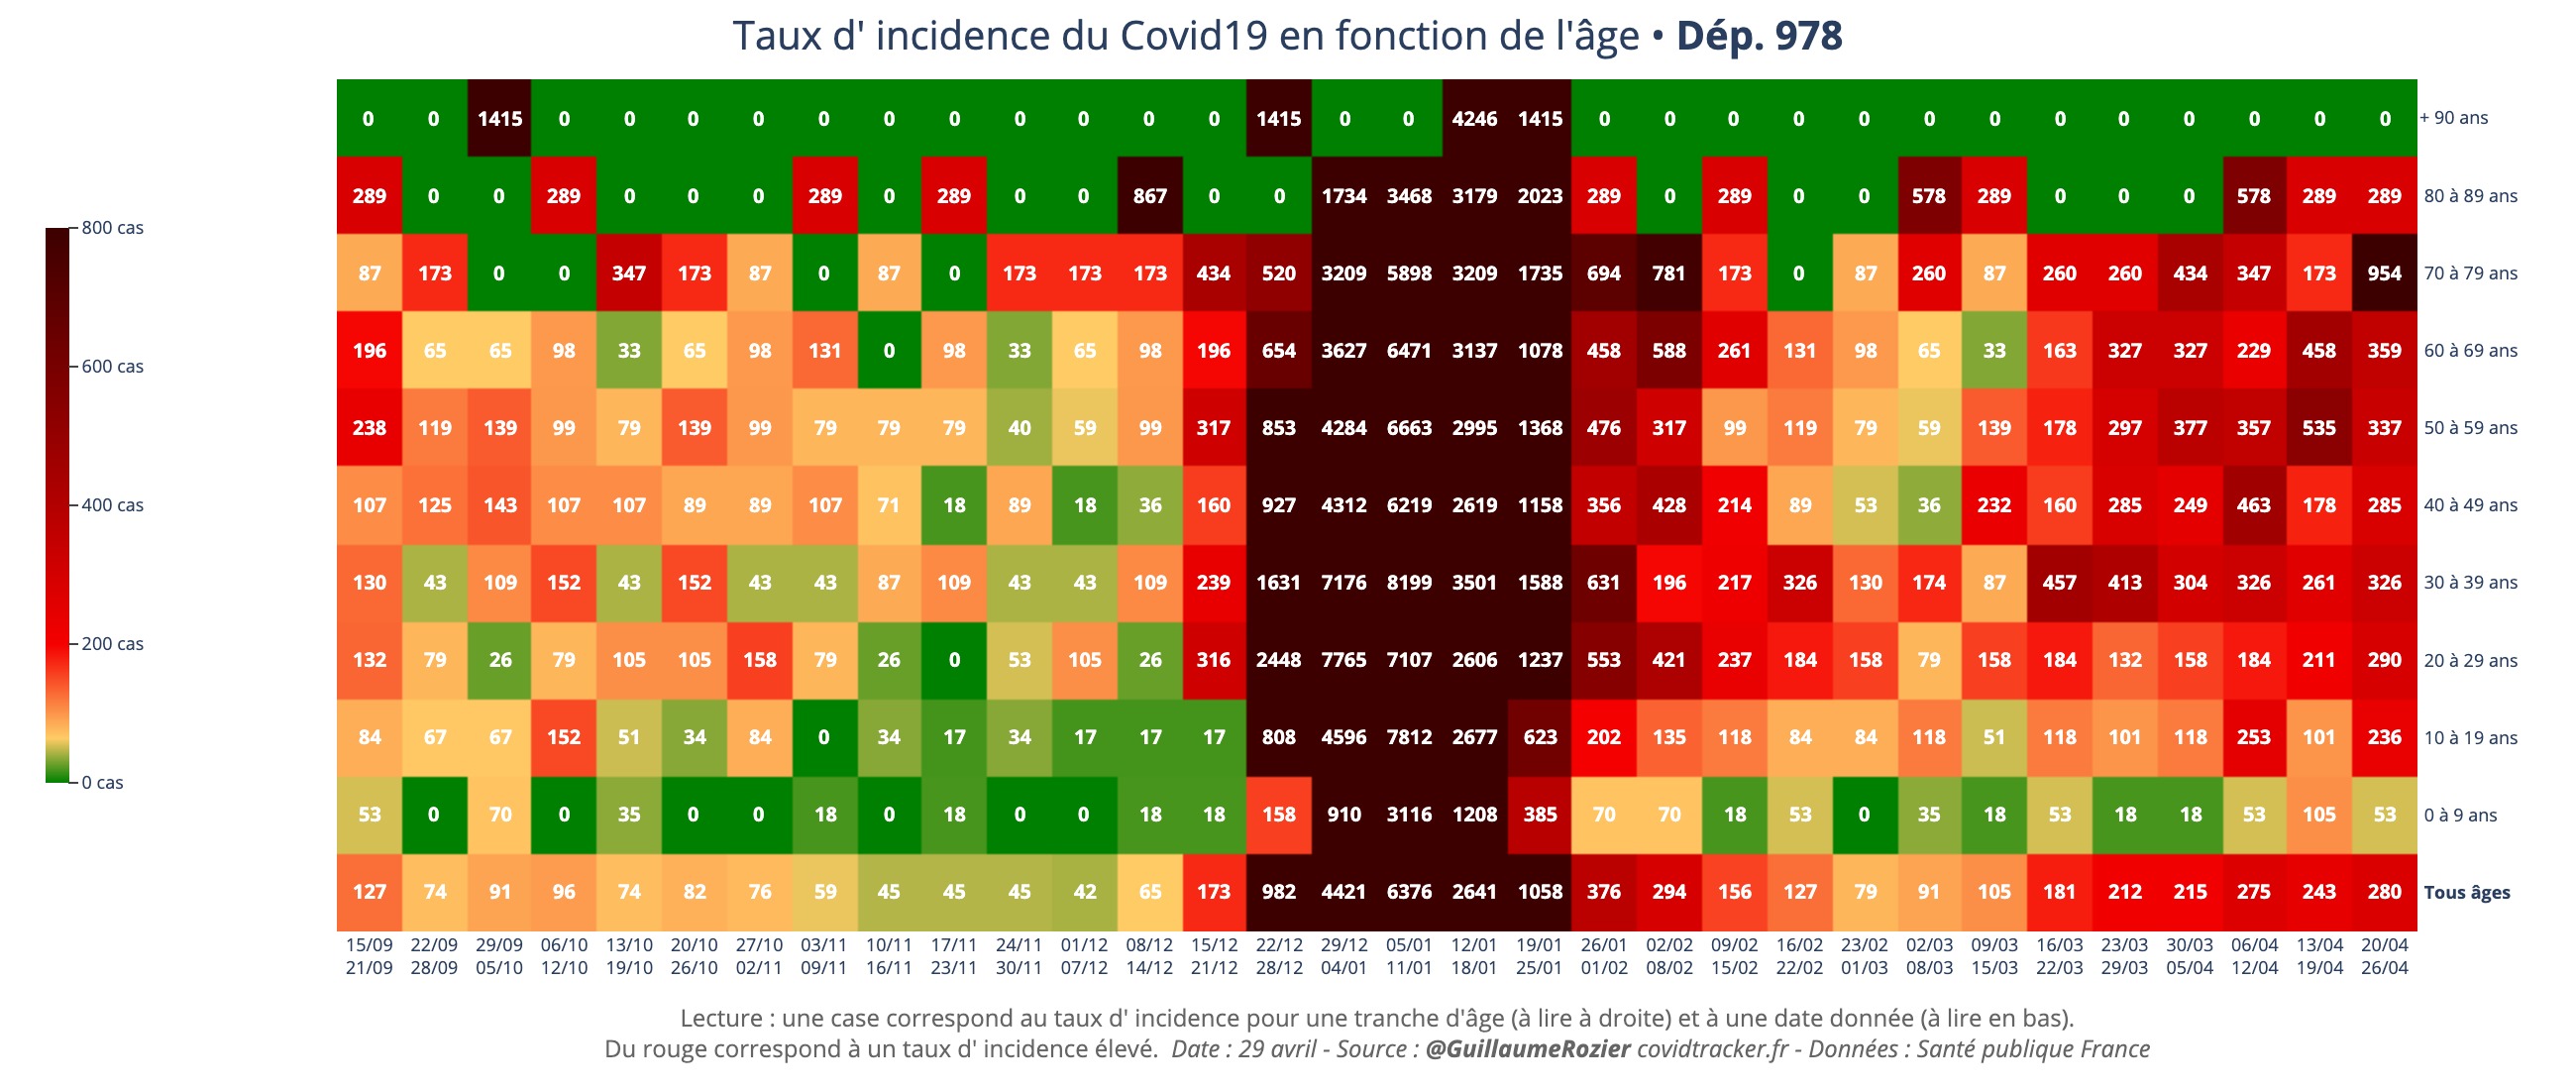 Taux d' incidence du Covid19 en fonction de l'âge • Dép. 978
0 0 1415 0 0 0 0 0 0 0 0 0 0 0 1415 0 0 4246 1415 0 0 0 0 0 0 0 0 0 0 0 0 0 + 90 ans
289 0 0 289 0 0 0 289 0 289 0 0 867 0 0 1734 3468 3179 2023 289 0 289 0 0 578 289 0 0 0 578 289 289 80 à 89 ans
800 cas
87 173 0 0 347 173 87 0 87 0 173 173 173 434 520 3209 5898 3209 1735 694 781 173 0 87 260 87 260 260 434 347 173 954 70 à 79 ans
196 65 65 98 33 65 98 131 0 98 33 65 98 196 654 3627 6471 3137 1078 458 588 261 131 98 65 33 163 327 327 229 458 359 60 à 69 ans
600 cas
238 119 139 99 79 139 99 79 79 79 40 59 99 317 853 4284 6663 2995 1368 476 317 99 119 79 59 139 178 297 377 357 535 337 50 à 59 ans
400 cas
107 125 143 107 107 89 89 107 71 18 89 18 36 160 927 4312 6219 2619 1158 356 428 214 89 53 36 232 160 285 249 463 178 285 40 à 49 ans
130 43 109 152 43 152 43 43 87 109 43 43 109 239 1631 7176 8199 3501 1588 631 196 217 326 130 174 87 457 413 304 326 261 326 30 à 39 ans
200 cas
132 79 26 79 105 105 158 79 26 0 53 105 26 316 2448 7765 7107 2606 1237 553 421 237 184 158 79 158 184 132 158 184 211 290 20 à 29 ans
84 67 67 152 51 34 84 0 34 17 34 17 17 17 808 4596 7812 2677 623 202 135 118 84 84 118 51 118 101 118 253 101 236 10 à 19 ans
0 cas
53 0 70 0 35 0 0 18 0 18 0 0 18 18 158 910 3116 1208 385 70 70 18 53 0 35 18 53 18 18 53 105 53 0 à 9 ans
127 74 91 96 74 82 76 59 45 45 45 42 65 173 982 4421 6376 2641 1058 376 294 156 127 79 91 105 181 212 215 275 243 280 Tous âges
15/09 22/09 29/09 06/10 13/10 20/10 27/10 03/11 10/11 17/11 24/11 01/12 08/12 15/12 22/12 29/12 05/01 12/01 19/01 26/01 02/02 09/02 16/02 23/02 02/03 09/03 16/03 23/03 30/03 06/04 13/04 20/04
21/09 28/09 05/10 12/10 19/10 26/10 02/11 09/11 16/11 23/11 30/11 07/12 14/12 21/12 28/12 04/01 11/01 18/01 25/01 01/02 08/02 15/02 22/02 01/03 08/03 15/03 22/03 29/03 05/04 12/04 19/04 26/04
Lecture : une case correspond au taux d' incidence pour une tranche d'âge (à lire à droite) et à une date donnée (à lire en bas).
Du rouge correspond à un taux d' incidence élevé. Date : 29 avril - Source : @GuillaumeRozier covidtracker.fr - Données : Santé publique France